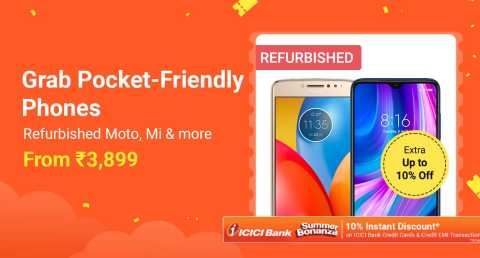 Grab Pocket-Friendly
Phones
Refurbished Moto, Mi & more
From ₹3,899
REFURBISHED
11:35
8:16
Extra
Up to
10% Off
ICICI Bank
Summer
Bonanza
10% Instant Discount*
on ICICI Bank Credit Cards & Credit EMI Transaction